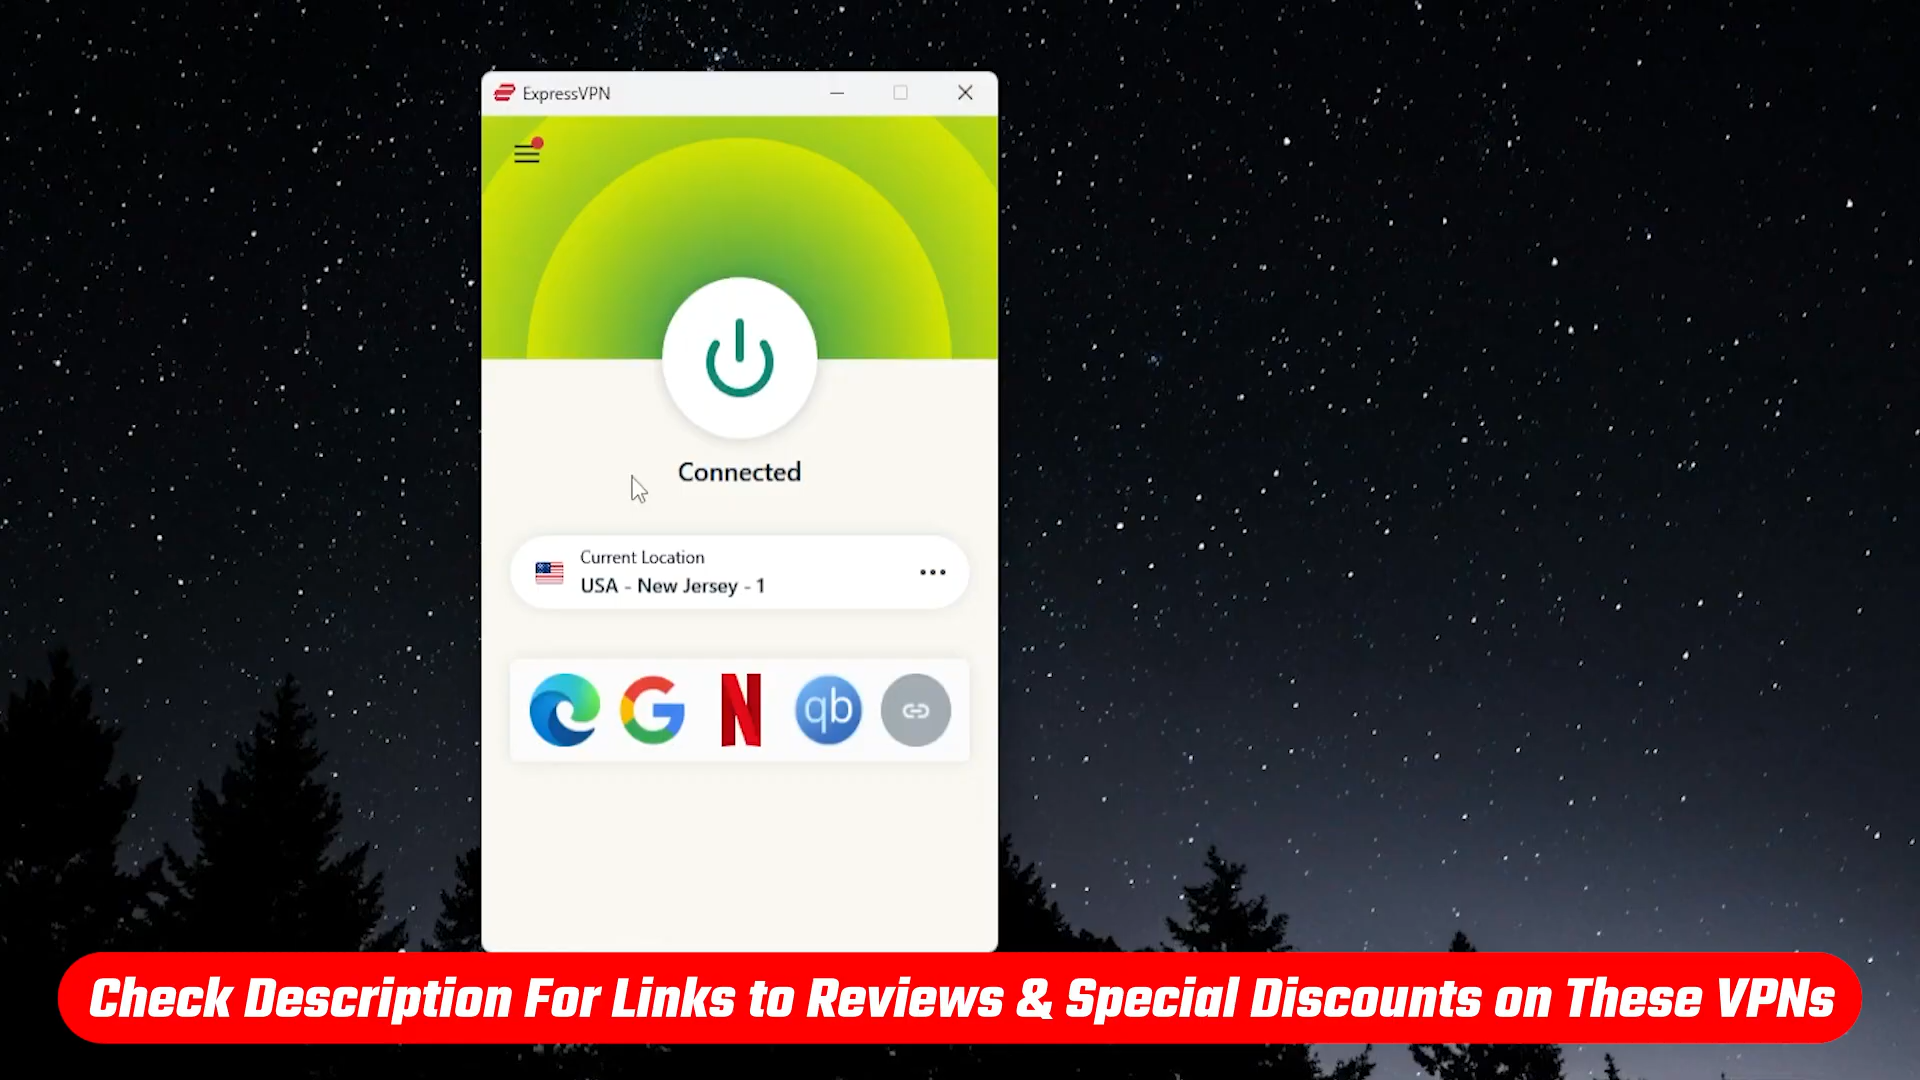 ExpressVPN
Connected
Current Location
USA - New Jersey - 1
qb
Check Description For Links to Reviews & Special Discounts on These VPNs